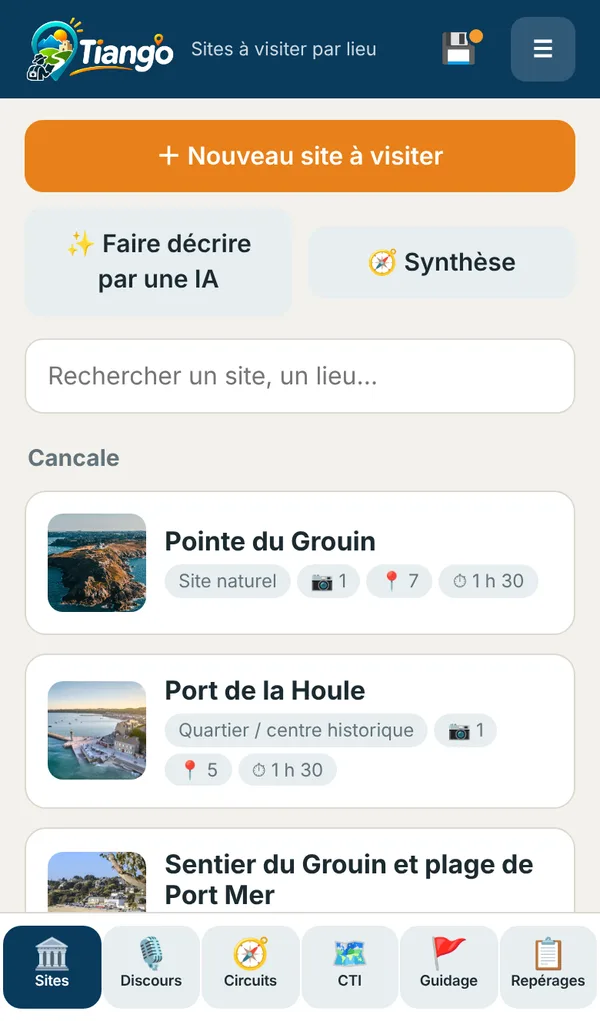 Tiango Sites à visiter par lieu
+ Nouveau site à visiter
Faire décrire
par une IA
Synthèse
Rechercher un site, un lieu...
Cancale
Pointe du Grouin
Site naturel 1 7 1 h 30
Port de la Houle
Quartier / centre historique 1
5 1 h 30
Sentier du Grouin et plage de
Port Mer
Sites Discours Circuits CTI Guidage Repérages